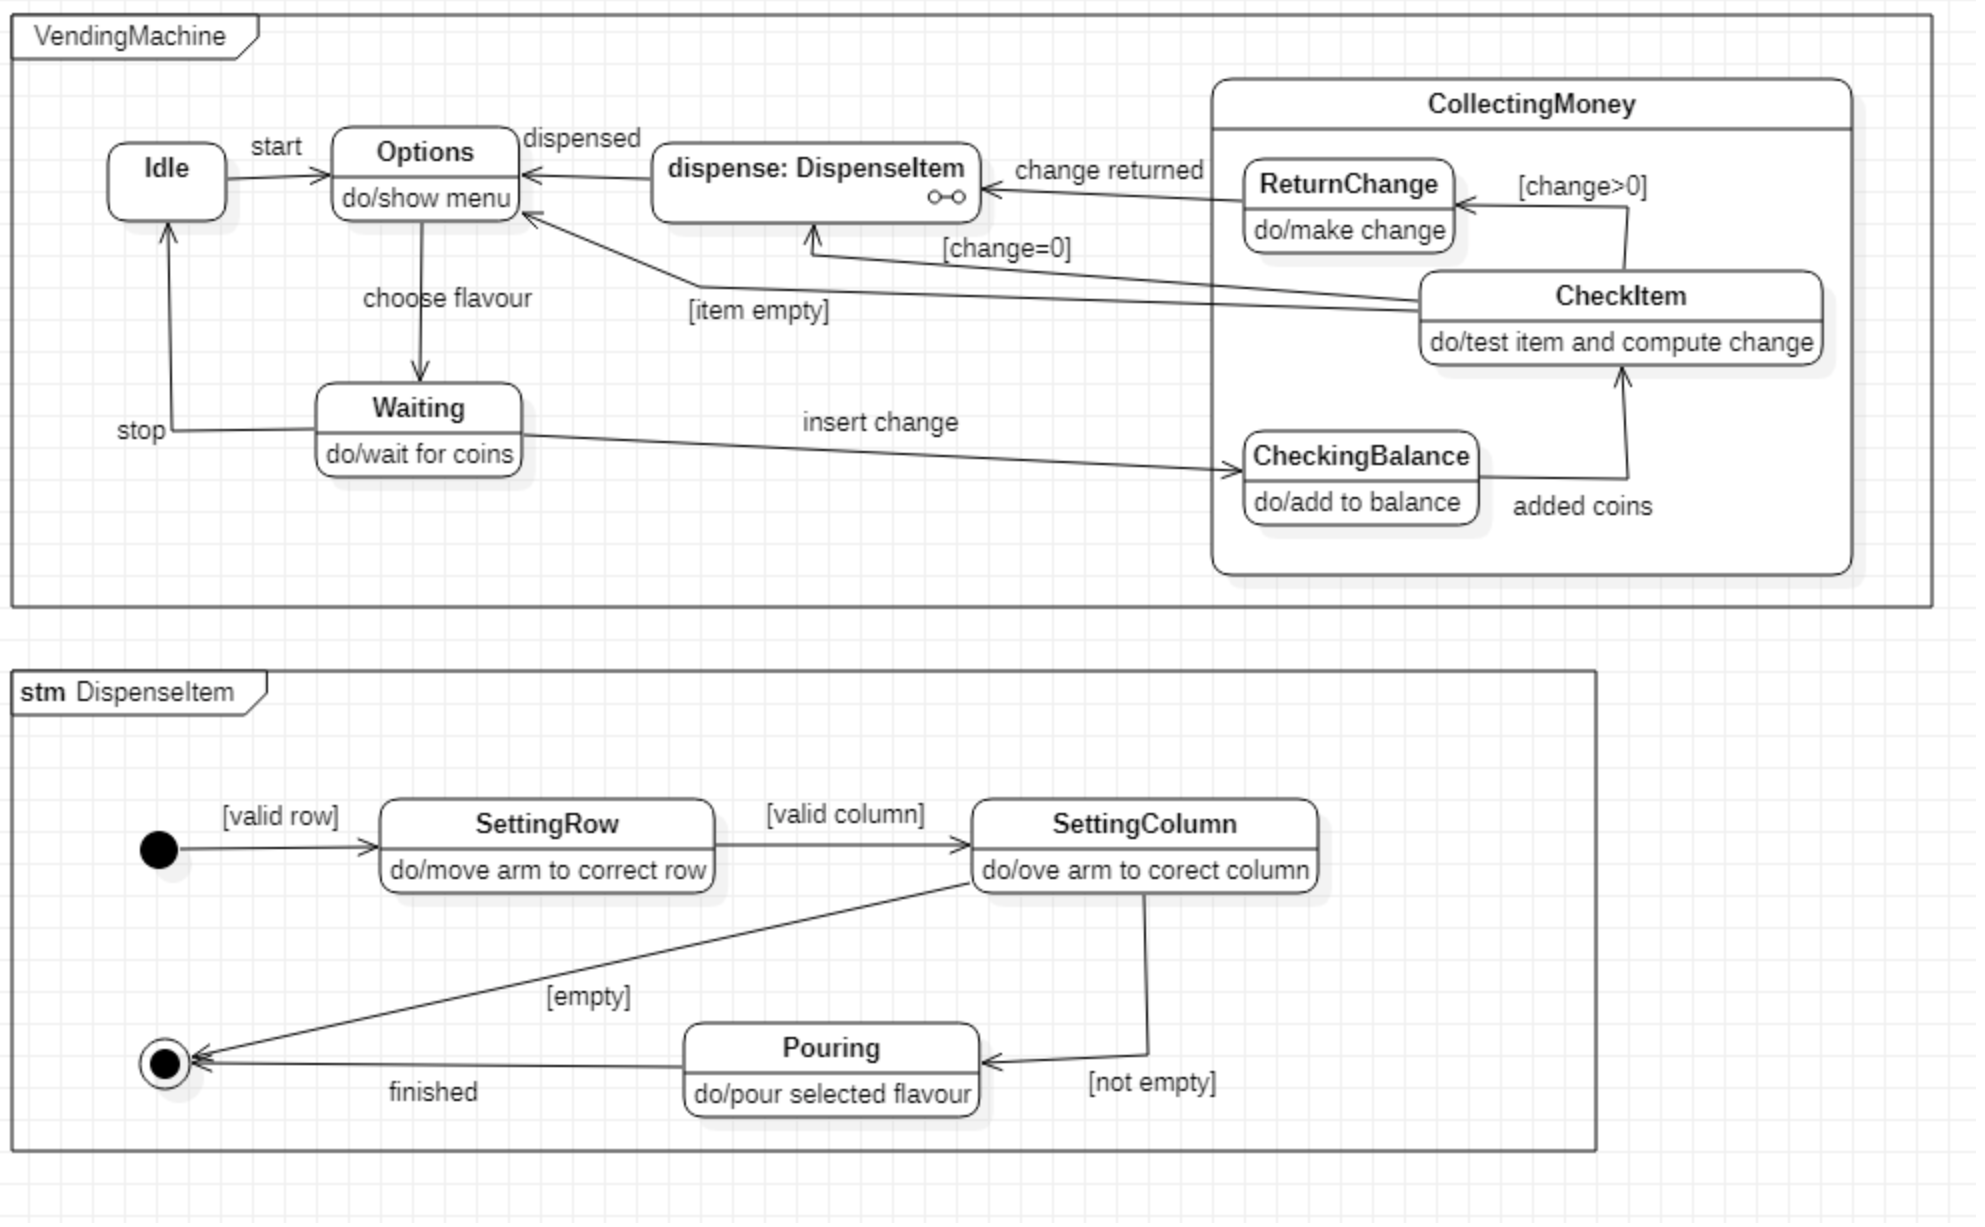 VendingMachine
CollectingMoney
Idle
start
Options
do/show menu
dispensed
dispense: DispenseItem
change returned
ReturnChange
do/make change
[change>0]
[change=0]
[item empty]
CheckItem
do/test item and compute change
choose flavour
stop
Waiting
do/wait for coins
insert change
CheckingBalance
do/add to balance
added coins
stm DispenseItem
[valid row]
SettingRow
do/move arm to correct row
[valid column]
SettingColumn
do/ove arm to corect column
[empty]
Pouring
do/pour selected flavour
[not empty]
finished